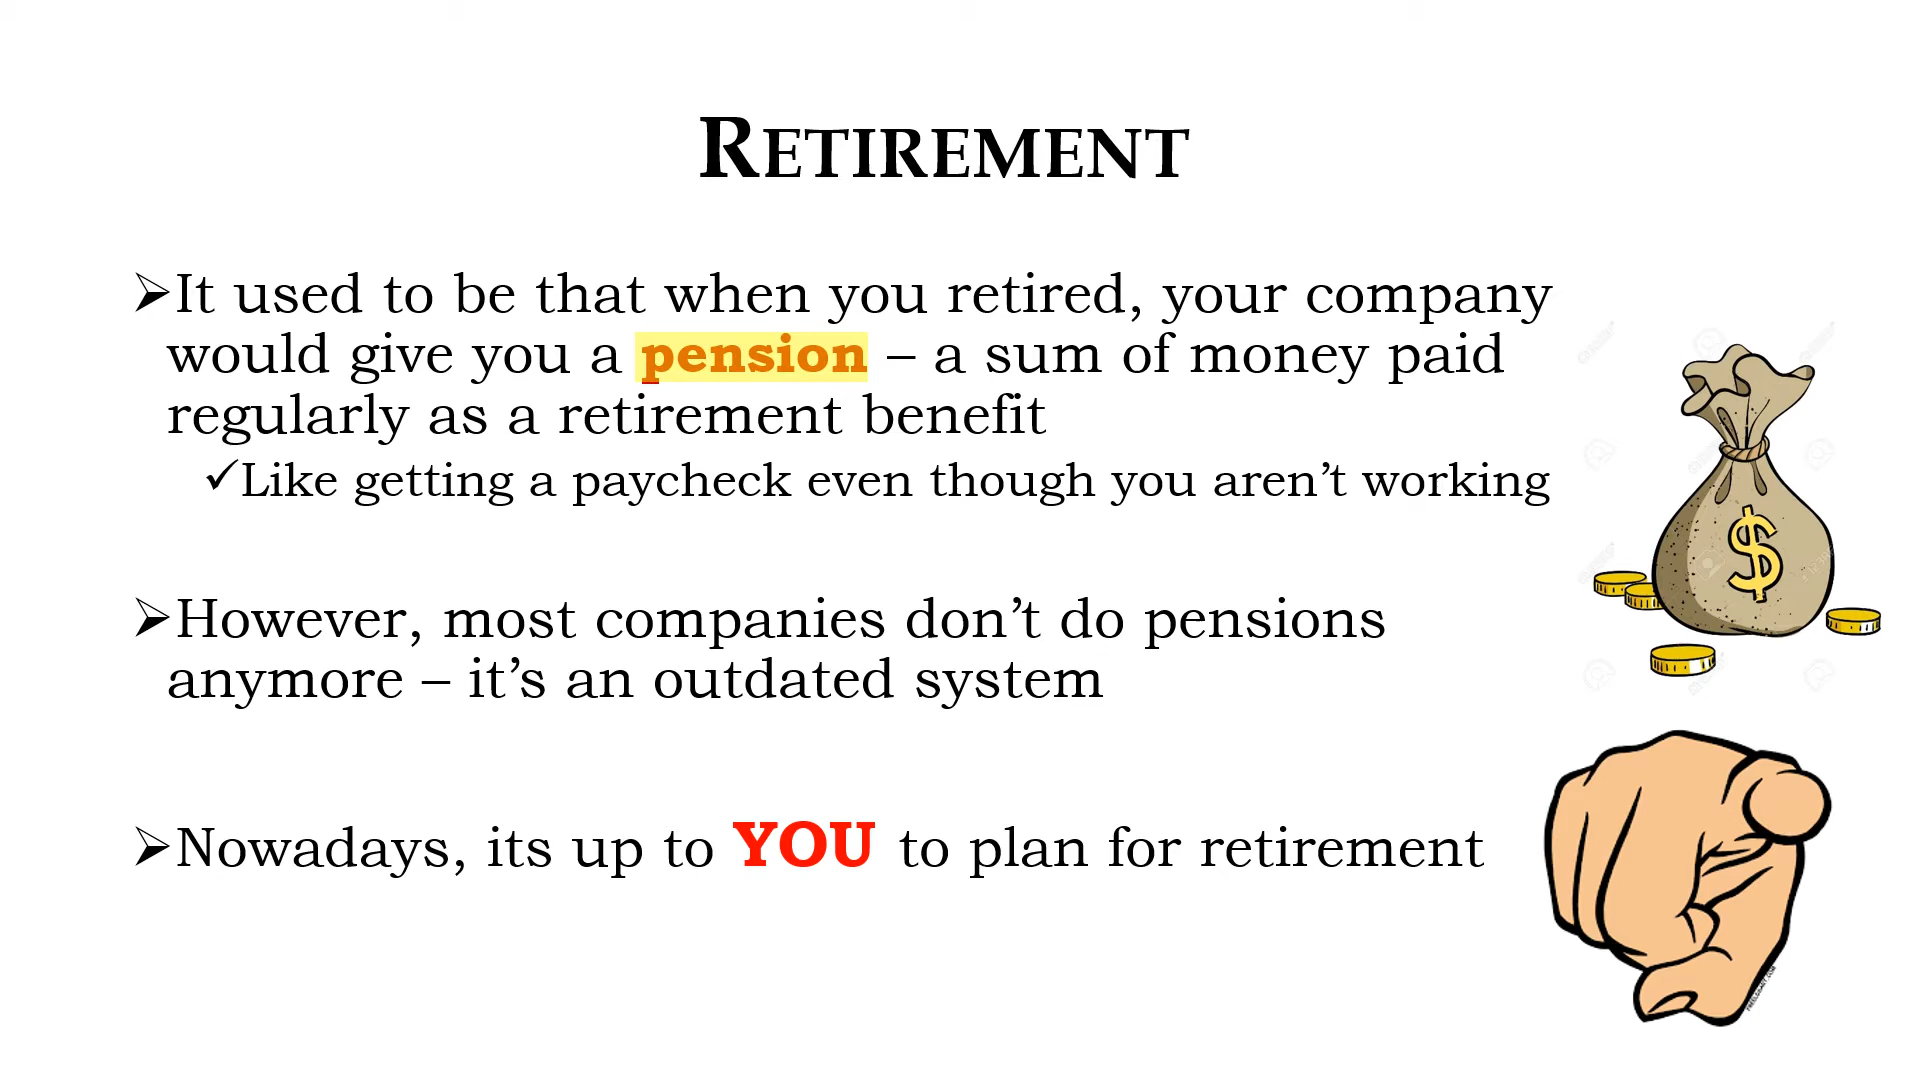 RETIREMENT
➢It used to be that when you retired, your company
would give you a pension – a sum of money paid
regularly as a retirement benefit
✓Like getting a paycheck even though you aren’t working
➢However, most companies don’t do pensions
anymore – it’s an outdated system
➢Nowadays, its up to YOU to plan for retirement
$